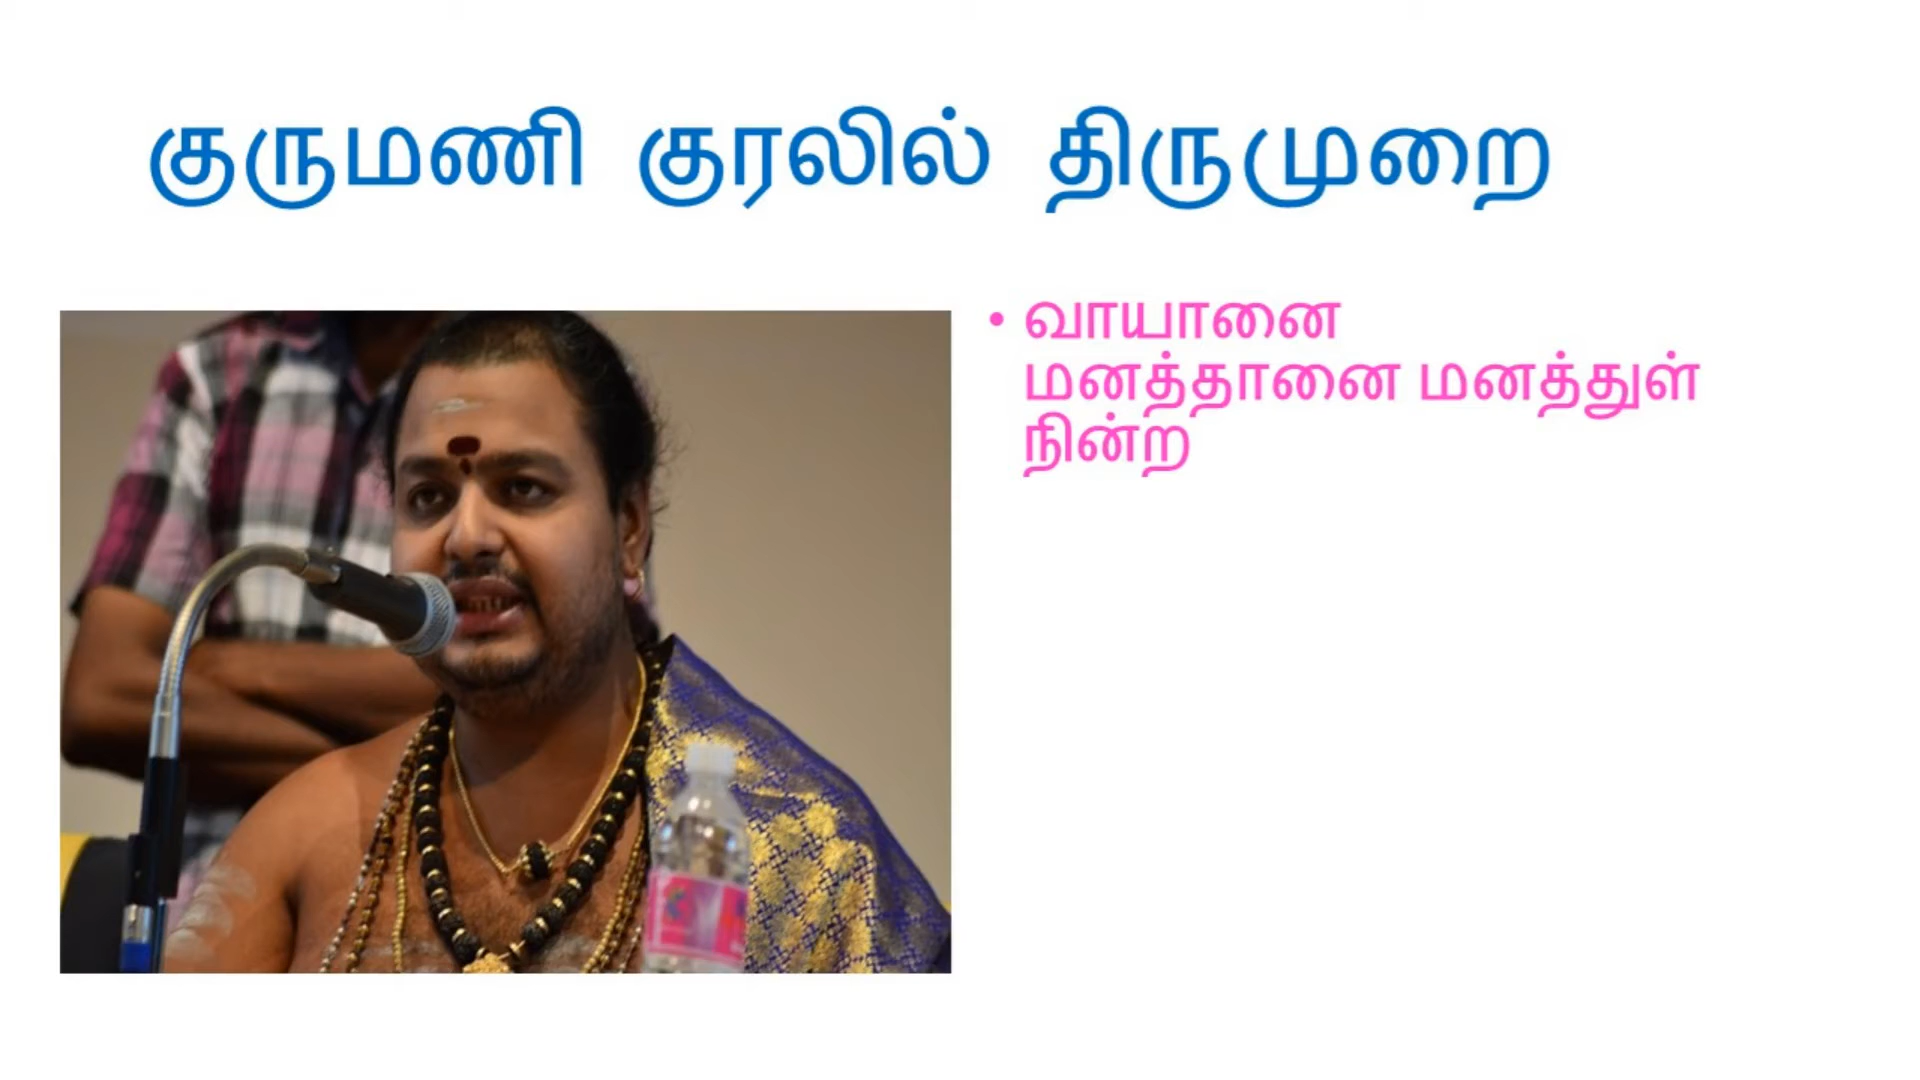 குருமணி குரலில் திருமுறை
• வாயானை
மனத்தானை மனத்துள்
நின்ற